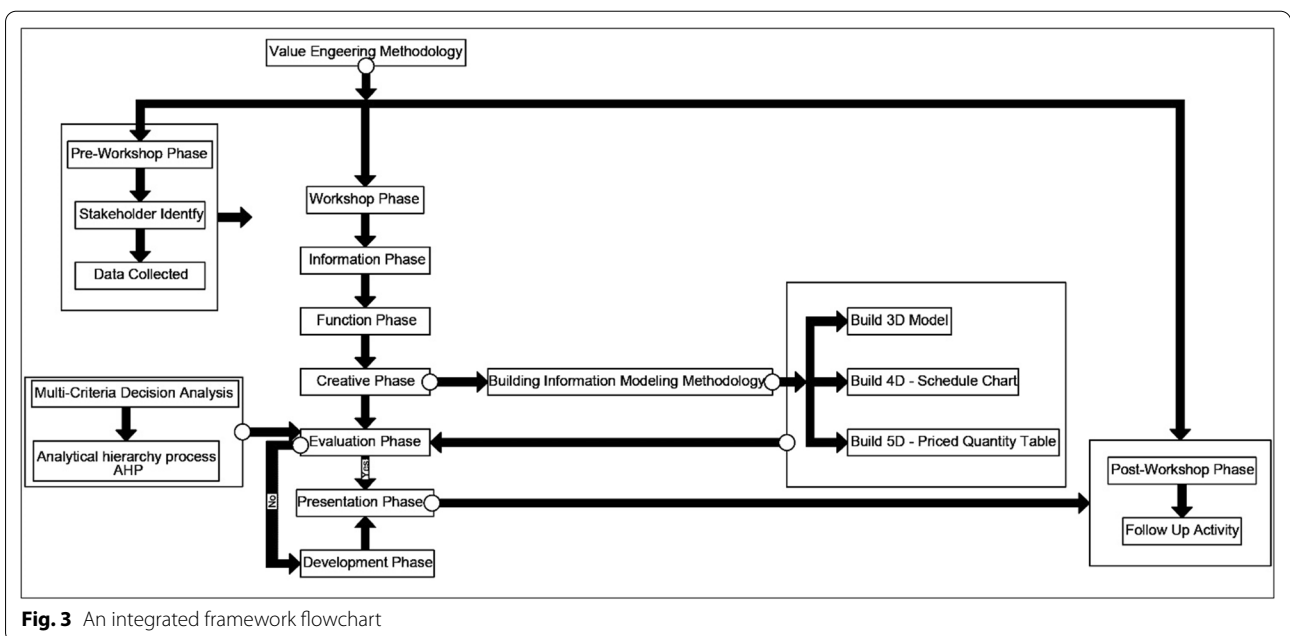 Value Engeering Methodology
Pre-Workshop Phase
Stakeholder Identfy
Data Collected
Workshop Phase
Information Phase
Function Phase
Creative Phase
Building Information Modeling Methodology
Build 3D Model
Build 4D - Schedule Chart
Build 5D - Priced Quantity Table
Multi-Criteria Decision Analysis
Analytical hierarchy process
AHP
Evaluation Phase
Yes
No
Presentation Phase
Development Phase
Post-Workshop Phase
Follow Up Activity
Fig. 3 An integrated framework flowchart